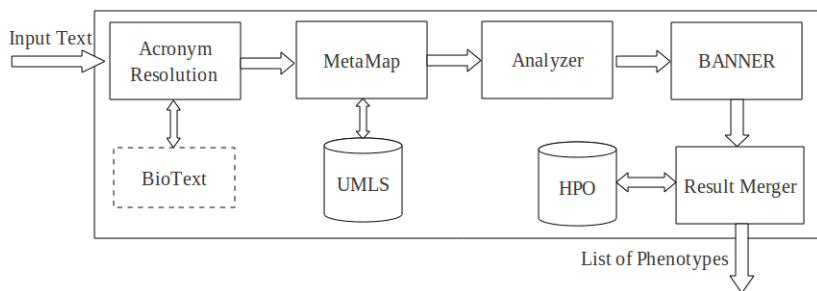 Input Text
Acronym
Resolution
MetaMap
Analyzer
BANNER
BioText
UMLS
HPO
Result Merger
List of Phenotypes